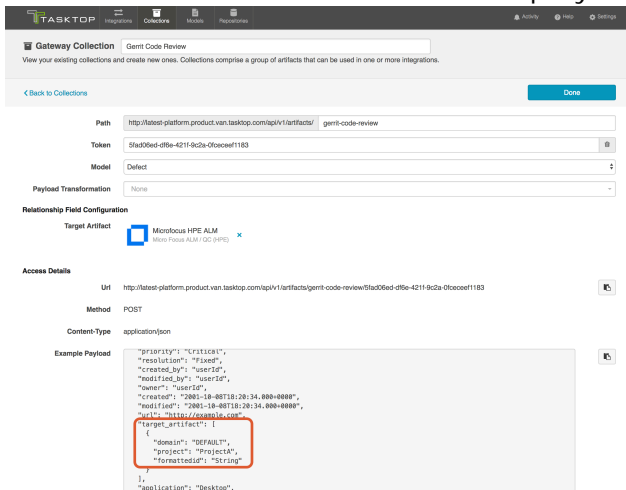 TASKTOP
Integrations
Collections
Models
Repositories
Activity
Help
Settings
Gateway Collection
Gerrit Code Review
View your existing collections and create new ones. Collections comprise a group of artifacts that can be used in one or more integrations.
Back to Collections
Done
Path
http://latest-platform.product.van.tasktop.com/api/v1/artifacts/
gerrit-code-review
Token
5fad06ed-df6e-421f-9c2a-0fceceef1183
Model
Defect
Payload Transformation
None
Relationship Field Configuration
Target Artifact
Microfocus HPE ALM
Micro Focus ALM / QC (HPE)
Access Details
Url
http://latest-platform.product.van.tasktop.com/api/v1/artifacts/gerrit-code-review/5fad06ed-df6e-421f-9c2a-0fceceef1183
Method
POST
Content-Type
application/json
Example Payload
"priority": "Critical",
"resolution": "Fixed",
"created_by": "userId",
"modified_by": "userId",
"owner": "userId",
"created": "2001-10-08T18:20:34.000+0000",
"modified": "2001-10-08T18:20:34.000+0000",
"url": "http://example.com",
"target_artifact": [
{
"domain": "DEFAULT",
"project": "ProjectA",
"formattedid": "String"
}
],
"application": "Desktop",